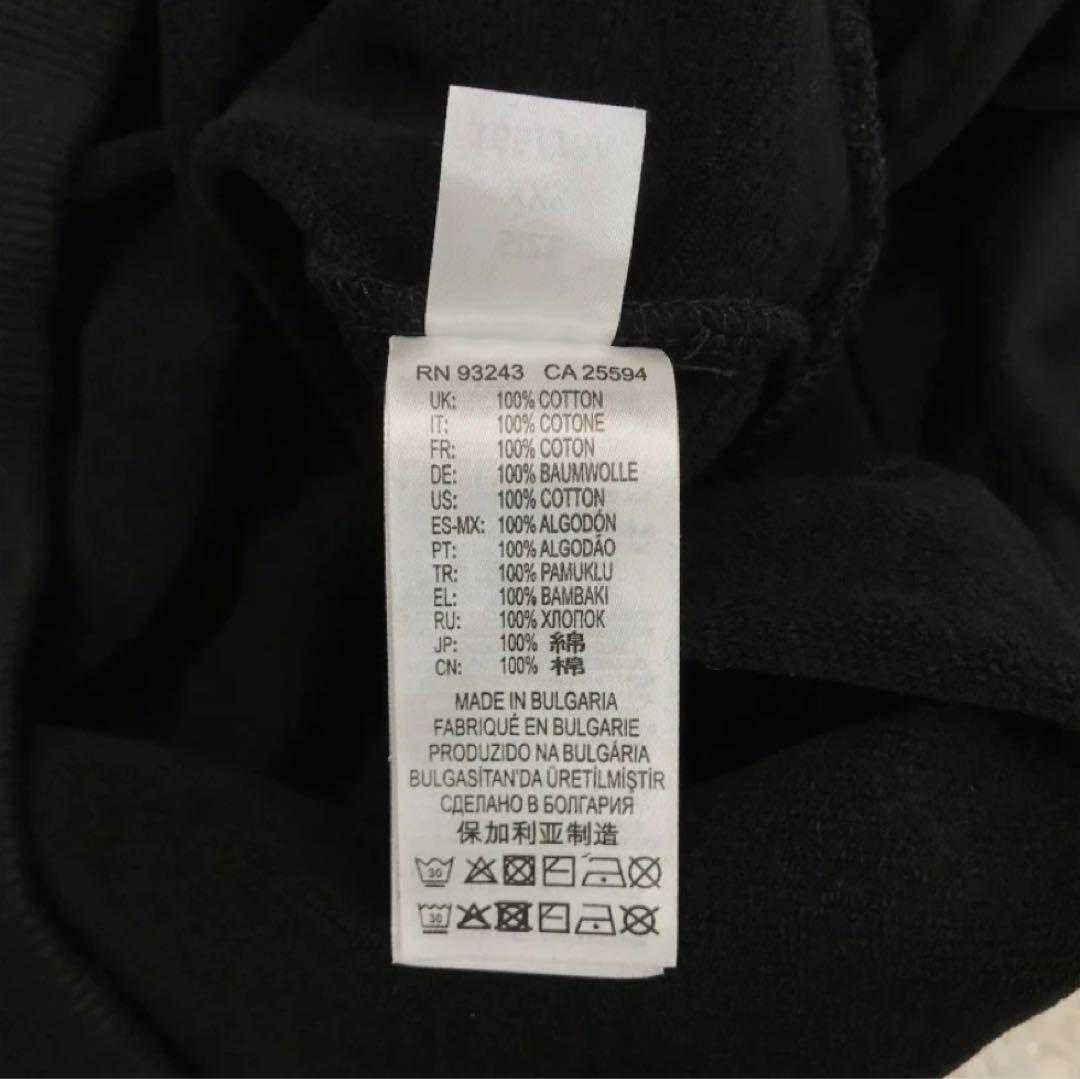 RN 93243 CA 25594
UK: 100% COTTON
IT: 100% COTONE
FR: 100% COTON
DE: 100% BAUMWOLLE
US: 100% COTTON
ES-MX: 100% ALGODÓN
PT: 100% ALGODÃO
TR: 100% PAMUKLU
EL: 100% BAMBAKI
RU: 100% ХЛОПОК
JP: 100% 綿
CN: 100% 棉
MADE IN BULGARIA
FABRIQUÉ EN BULGARIE
PRODUZIDO NA BULGÁRIA
BULGASİTAN'DA ÜRETİLMİŞTİR
СДЕЛАНО В БОЛГАРИЯ
保加利亚制造
30
30